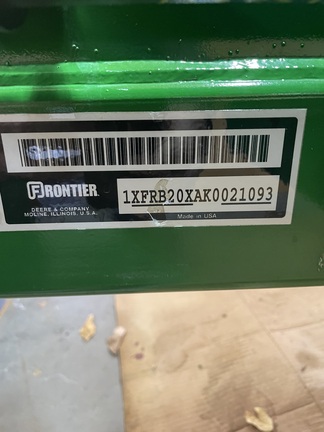 FRONTIER
1XFRB20XAK0021093
DEERE & COMPANY
MOLINE, ILLINOIS, U.S.A.
Made in USA